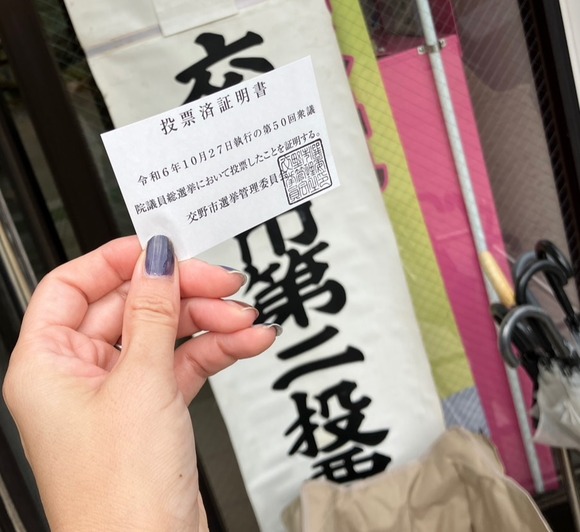 投票済証明書
令和6年10月27日執行の第50回衆議
院議員総選挙において投票したことを証明する。
交野市選挙管理委員
交
市第二投票